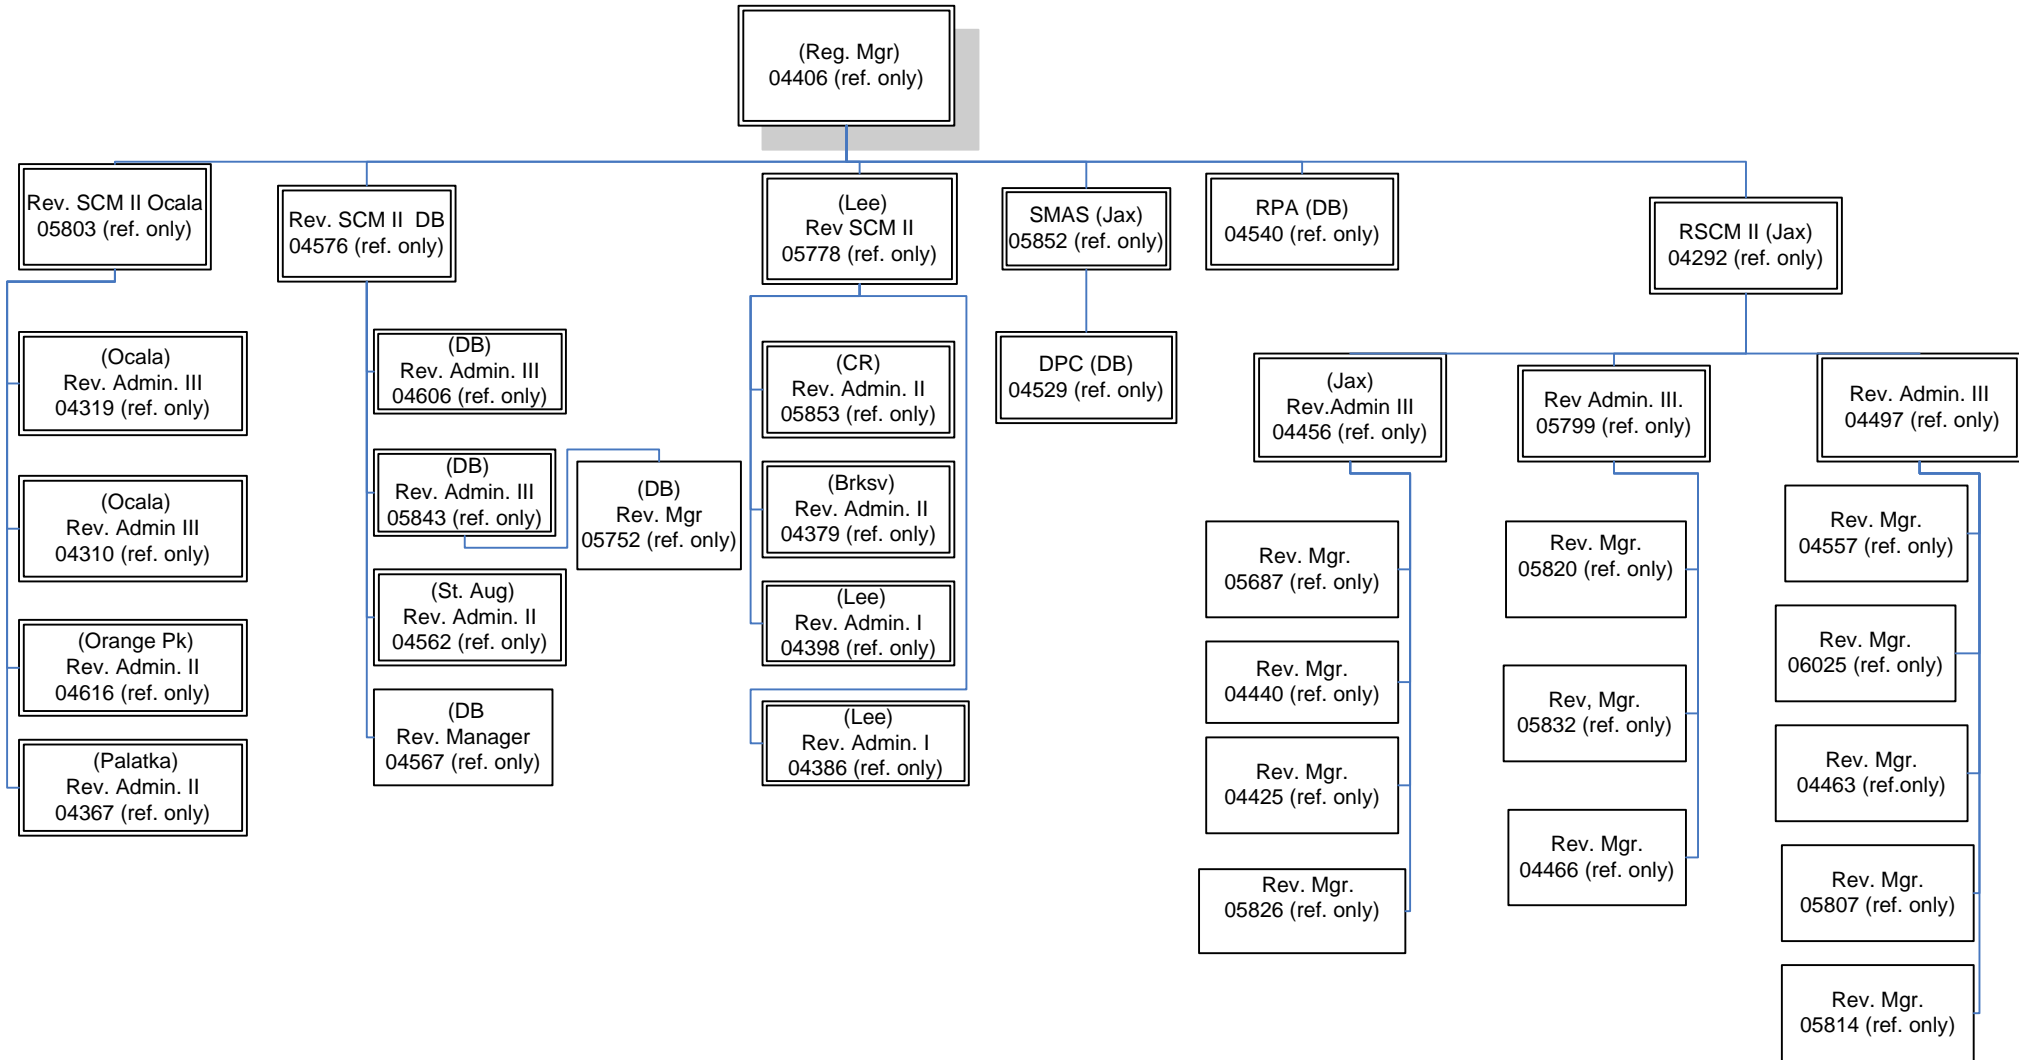 (Reg. Mgr)
04406 (ref. only)
Rev. SCM II Ocala
05803 (ref. only)
Rev. SCM II  DB
04576 (ref. only)
(Lee)
Rev SCM II
05778 (ref. only)
SMAS (Jax)
05852 (ref. only)
RPA (DB)
04540 (ref. only)
RSCM II (Jax)
04292 (ref. only)
(Ocala)
Rev. Admin. III
04319 (ref. only)
(Ocala)
Rev. Admin III
04310 (ref. only)
(Orange Pk)
Rev. Admin. II
04616 (ref. only)
(Palatka)
Rev. Admin. II
04367 (ref. only)
(DB)
Rev. Admin. III
04606 (ref. only)
(DB)
Rev. Admin. III
05843 (ref. only)
(DB)
Rev. Mgr
05752 (ref. only)
(St. Aug)
Rev. Admin. II
04562 (ref. only)
(DB
Rev. Manager
04567 (ref. only)
(CR)
Rev. Admin. II
05853 (ref. only)
(Brksv)
Rev. Admin. II
04379 (ref. only)
(Lee)
Rev. Admin. I
04398 (ref. only)
(Lee)
Rev. Admin. I
04386 (ref. only)
DPC (DB)
04529 (ref. only)
(Jax)
Rev.Admin III
04456 (ref. only)
Rev. Mgr.
05687 (ref. only)
Rev. Mgr.
04440 (ref. only)
Rev. Mgr.
04425 (ref. only)
Rev. Mgr.
05826 (ref. only)
Rev Admin. III.
05799 (ref. only)
Rev. Mgr.
05820 (ref. only)
Rev, Mgr.
05832 (ref. only)
Rev. Mgr.
04466 (ref. only)
Rev. Admin. III
04497 (ref. only)
Rev. Mgr.
04557 (ref. only)
Rev. Mgr.
06025 (ref. only)
Rev. Mgr.
04463 (ref.only)
Rev. Mgr.
05807 (ref. only)
Rev. Mgr.
05814 (ref. only)